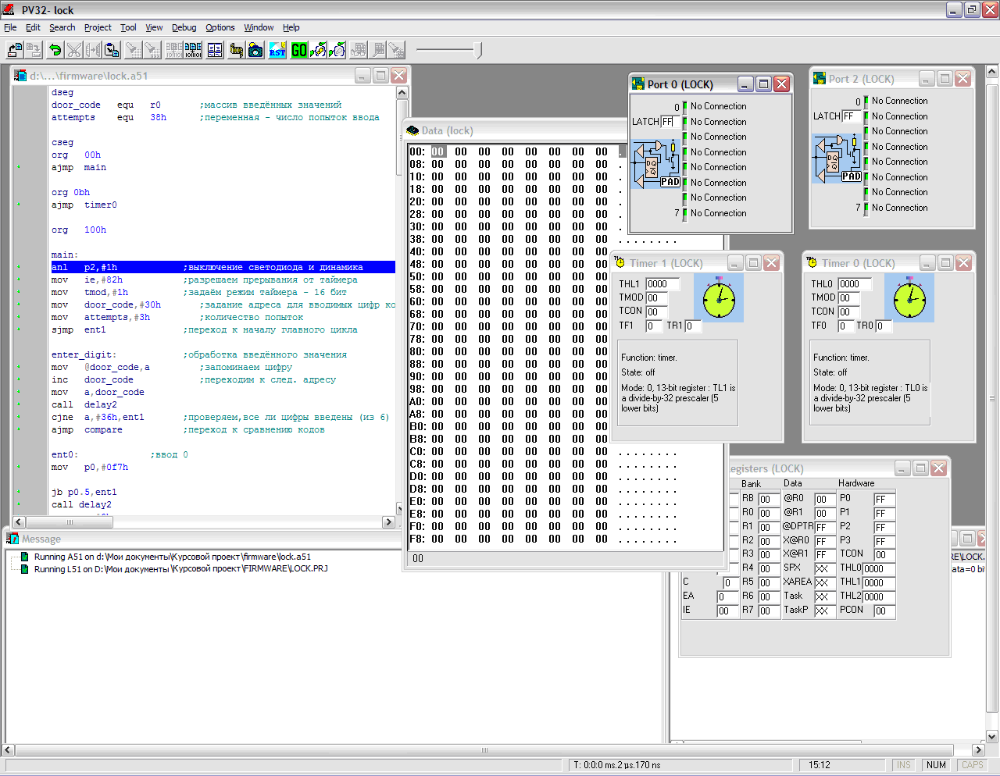 PV32- lock
File Edit Search Project Tool View Debug Options Window Help
RST GO
d:\...\firmware\lock.a51
dseg
door_code equ r0 ;массив введённых значений
attempts equ 38h ;переменная - число попыток ввода
cseg
org 00h
ajmp main
org 0bh
ajmp timer0
org 100h
main:
anl p2,#1h ;выключение светодиода и динамика
mov ie,#82h ;разрешаем прерывания от таймера
mov tmod,#1h ;задаём режим таймера - 16 бит
mov door_code,#30h ;задание адреса для вводимых цифр ко
mov attempts,#3h ;количество попыток
sjmp ent1 ;переход к началу главного цикла
enter_digit: ;обработка введённого значения
mov @door_code,a ;запоминаем цифру
inc door_code ;переходим к след. адресу
mov a,door_code
call delay2
cjne a,#36h,ent1 ;проверяем,все ли цифры введены (из 6)
ajmp compare ;переход к сравнению кодов
ent0: ;ввод 0
mov p0,#0f7h
jb p0.5,ent1
call delay2
Data (lock)
00: 00 00 00 00 00 00 00 00 .
08: 00 00 00 00 00 00 00 00 .
10: 00 00 00 00 00 00 00 00 .
18: 00 00 00 00 00 00 00 00 .
20: 00 00 00 00 00 00 00 00 .
28: 00 00 00 00 00 00 00 00 .
30: 00 00 00 00 00 00 00 00 .
38: 00 00 00 00 00 00 00 00 ........
40: 00 00 00 00 00 00 00 00
48: 00 00 00 00 00 00 00 00
50: 00 00 00 00 00 00 00 00
58: 00 00 00 00 00 00 00 00
60: 00 00 00 00 00 00 00 00
68: 00 00 00 00 00 00 00 00
70: 00 00 00 00 00 00 00 00
78: 00 00 00 00 00 00 00 00
80: 00 00 00 00 00 00 00 00
88: 00 00 00 00 00 00 00 00
90: 00 00 00 00 00 00 00 00
98: 00 00 00 00 00 00 00 00
A0: 00 00 00 00 00 00 00 00
A8: 00 00 00 00 00 00 00 00
B0: 00 00 00 00 00 00 00 00
B8: 00 00 00 00 00 00 00 00
C0: 00 00 00 00 00 00 00 00 ........
C8: 00 00 00 00 00 00 00 00 ........
D0: 00 00 00 00 00 00 00 00 ........
D8: 00 00 00 00 00 00 00 00 ........
E0: 00 00 00 00 00 00 00 00 ........
E8: 00 00 00 00 00 00 00 00 ........
F0: 00 00 00 00 00 00 00 00 ........
F8: 00 00 00 00 00 00 00 00 ........
00
Port 0 (LOCK)
0 No Connection
LATCH FF No Connection
No Connection
No Connection
No Connection
PAD No Connection
No Connection
7 No Connection
Port 2 (LOCK)
0 No Connection
LATCH FF No Connection
No Connection
No Connection
No Connection
PAD No Connection
No Connection
7 No Connection
Timer 1 (LOCK)
THL1 0000
TMOD 00
TCON 00
TF1 0 TR1 0
Function: timer.
State: off
Mode: 0, 13-bit register : TL1 is
a divide-by-32 prescaler (5
lower bits)
Timer 0 (LOCK)
THL0 0000
TMOD 00
TCON 00
TF0 0 TR0 0
Function: timer.
State: off
Mode: 0, 13-bit register : TL0 is
a divide-by-32 prescaler (5
lower bits)
egisters (LOCK)
Bank Data Hardware
RB 00 @R0 00 P0 FF
R0 00 @R1 00 P1 FF
R1 00 @DPTR FF P2 FF
R2 00 X@R0 FF P3 FF
R3 00 X@R1 FF TCON 00
R4 00 SPX XX THL0 0000
C 0 R5 00 XAREA XX THL1 0000
EA 0 R6 00 Task XX THL2 0000
IE 00 R7 00 TaskP XX PCON 00
RE\LOCK.
ata=0 bi
Message
Running A51 on d:\Мои документы\Курсовой проект\firmware\lock.a51
Running L51 on D:\Мои документы\Курсовой проект\FIRMWARE\LOCK.PRJ
T: 0:0:0 ms.2 µs.170 ns 15:12 INS NUM CAPS